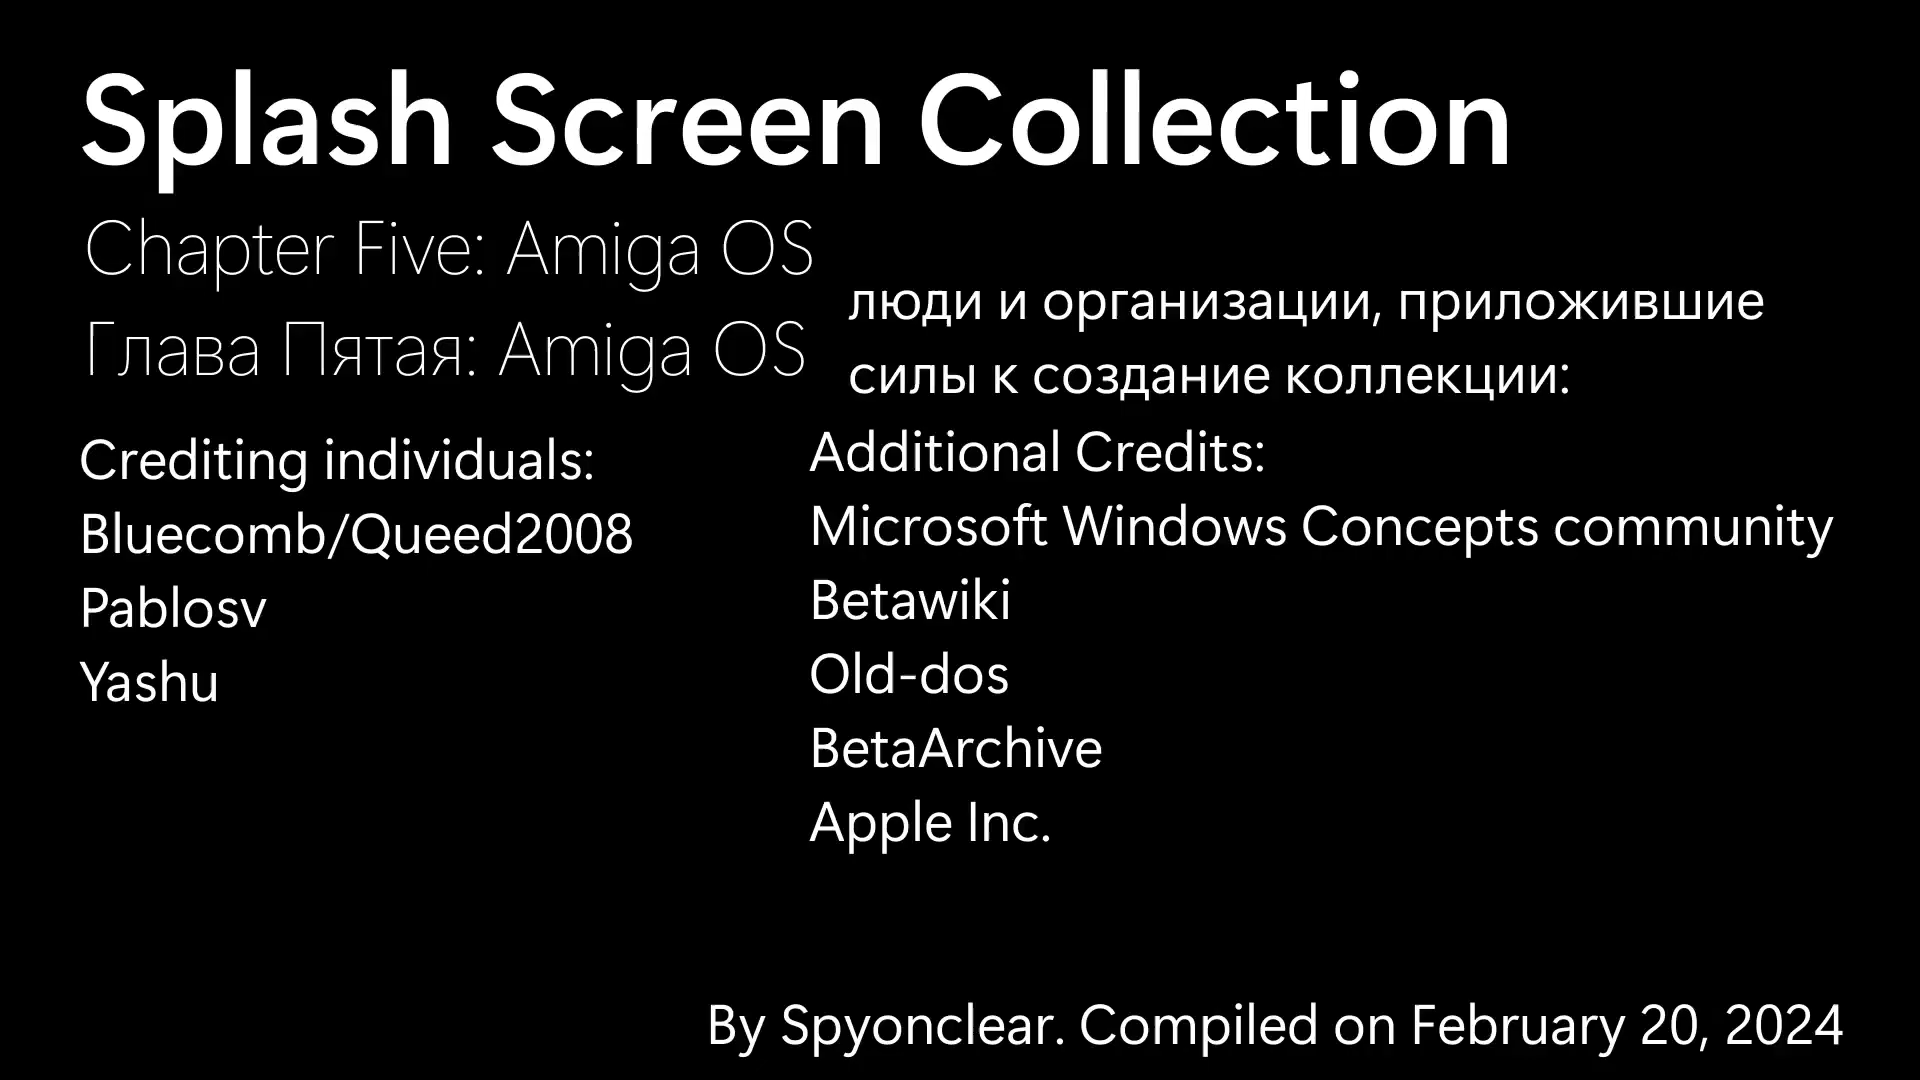 Splash Screen Collection
Chapter Five: Amiga OS
Глава Пятая: Amiga OS
люди и организации, приложившие
силы к создание коллекции:
Crediting individuals:
Bluecomb/Queed2008
Pablosv
Yashu
Additional Credits:
Microsoft Windows Concepts community
Betawiki
Old-dos
BetaArchive
Apple Inc.
By Spyonclear. Compiled on February 20, 2024